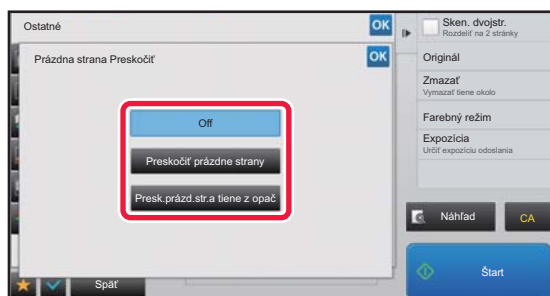 Ostatné
OK
Prázdna strana Preskočiť
OK
Off
Preskočiť prázdne strany
Presk.prázd.str.a tiene z opač
Späť
Sken. dvojstr.
Rozdeliť na 2 stránky
Originál
Zmazať
Vymazať tiene okolo
Farebný režim
Expozícia
Určiť expozíciu odoslania
Náhľad
CA
Štart